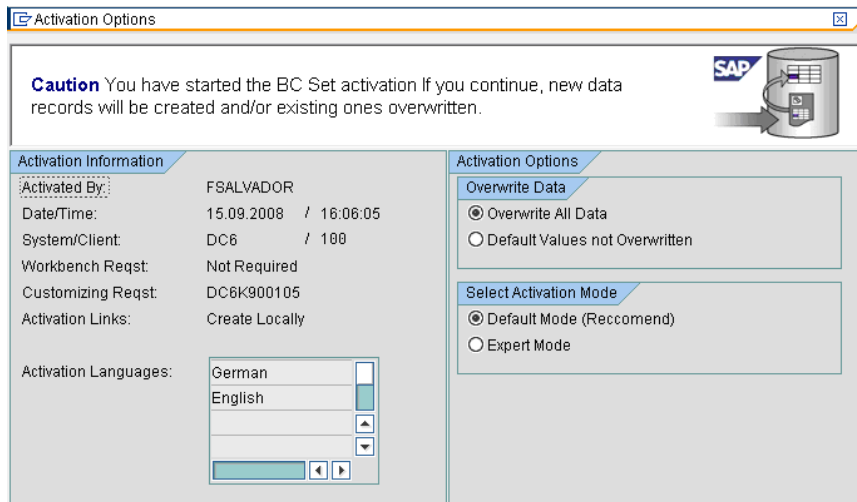 Activation Options
Caution You have started the BC Set activation If you continue, new data
records will be created and/or existing ones overwritten.
SAP
Activation Information
Activated By: FSALVADOR
Date/Time: 15.09.2008 / 16:06:05
System/Client: DC6 / 100
Workbench Reqst: Not Required
Customizing Reqst: DC6K900105
Activation Links: Create Locally
Activation Languages: German
English
Activation Options
Overwrite Data
Overwrite All Data
Default Values not Overwritten
Select Activation Mode
Default Mode (Reccomend)
Expert Mode